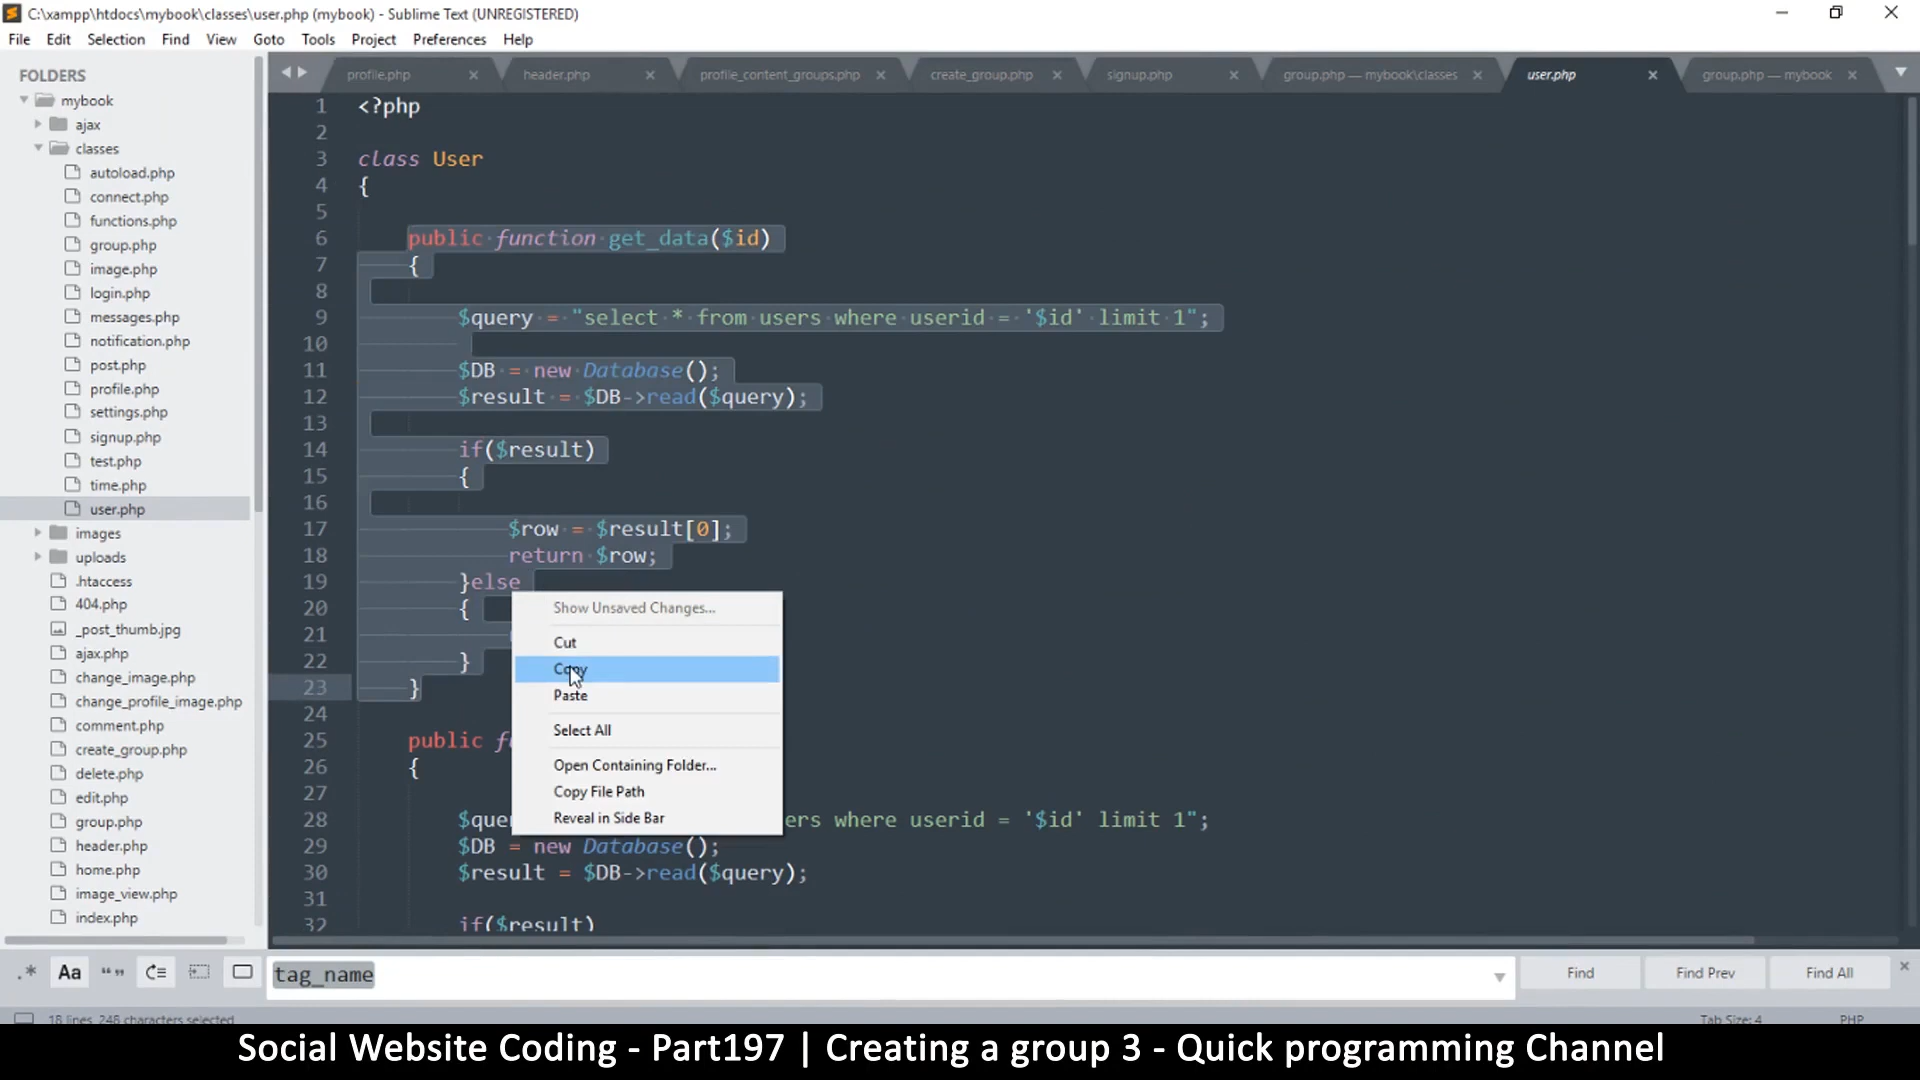 C:\xampp\htdocs\mybook\classes\user.php (mybook) - Sublime Text (UNREGISTERED)
File Edit Selection Find View Goto Tools Project Preferences Help
FOLDERS
mybook
ajax
classes
autoload.php
connect.php
functions.php
group.php
image.php
login.php
messages.php
notification.php
post.php
profile.php
settings.php
signup.php
test.php
time.php
user.php
images
uploads
.htaccess
404.php
_post_thumb.jpg
ajax.php
change_image.php
change_profile_image.php
comment.php
create_group.php
delete.php
edit.php
group.php
header.php
home.php
image_view.php
index.php
profile.php header.php profile_content_groups.php create_group.php signup.php group.php — mybook\classes user.php group.php — mybook
1 <?php
2
3 class User
4 {
5
6 public function get_data($id)
7 {
8
9 $query = "select * from users where userid = '$id' limit 1";
10
11 $DB = new Database();
12 $result = $DB->read($query);
13
14 if($result)
15 {
16
17 $row = $result[0];
18 return $row;
19 }else
20 {
21
22 }
23 }
24
25 public
26 {
27
28 $que ers where userid = '$id' limit 1";
29 $DB = new Database();
30 $result = $DB->read($query);
31
32 if($result)
Show Unsaved Changes...
Cut
Copy
Paste
Select All
Open Containing Folder...
Copy File Path
Reveal in Side Bar
.* Aa “”
tag_name
Find Find Prev Find All
18 lines, 248 characters selected Tab Size: 4 PHP
Social Website Coding - Part197 | Creating a group 3 - Quick programming Channel